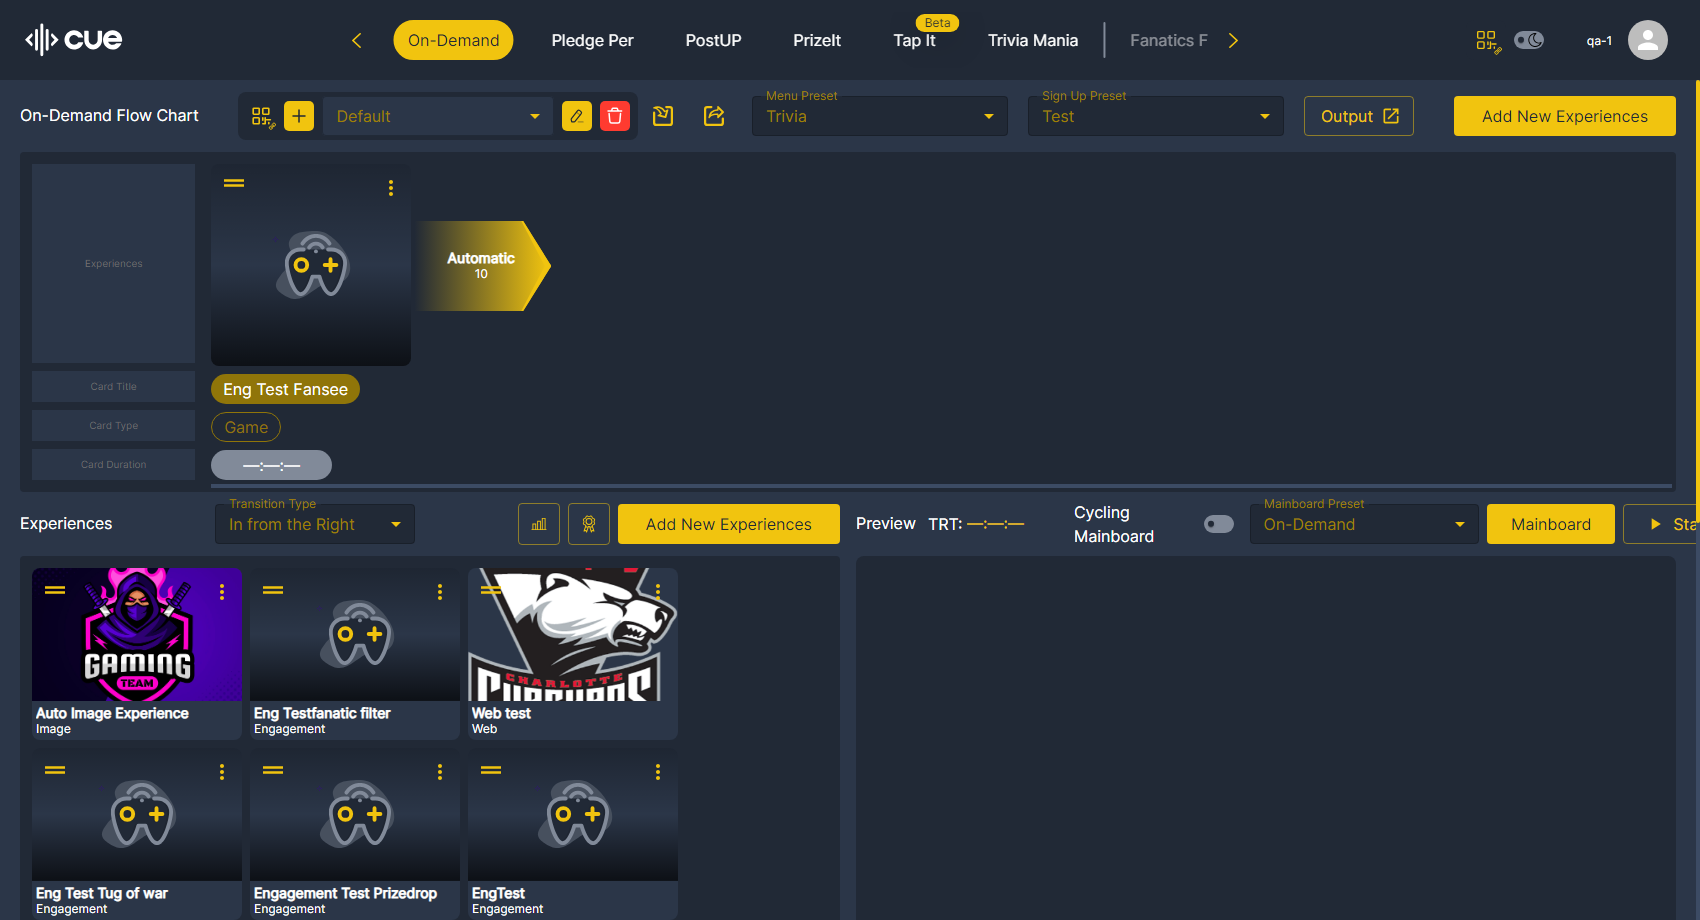 cue
On-Demand
Pledge Per
PostUP
PrizeIt
Beta
Tap It
Trivia Mania
Fanatics F
qa-1
On-Demand Flow Chart
Default
Menu Preset
Trivia
Sign Up Preset
Test
Output
Add New Experiences
Experiences
Automatic
10
Card Title
Eng Test Fansee
Card Type
Game
Card Duration
—:—:—
Experiences
Transition Type
In from the Right
Add New Experiences
Preview
TRT: —:—:—
Cycling
Mainboard
Mainboard Preset
On-Demand
Mainboard
Sta
GAMING
TEAM
Auto Image Experience
Image
Eng Testfanatic filter
Engagement
CHARLOTTE
Web test
Web
Eng Test Tug of war
Engagement
Engagement Test Prizedrop
Engagement
EngTest
Engagement